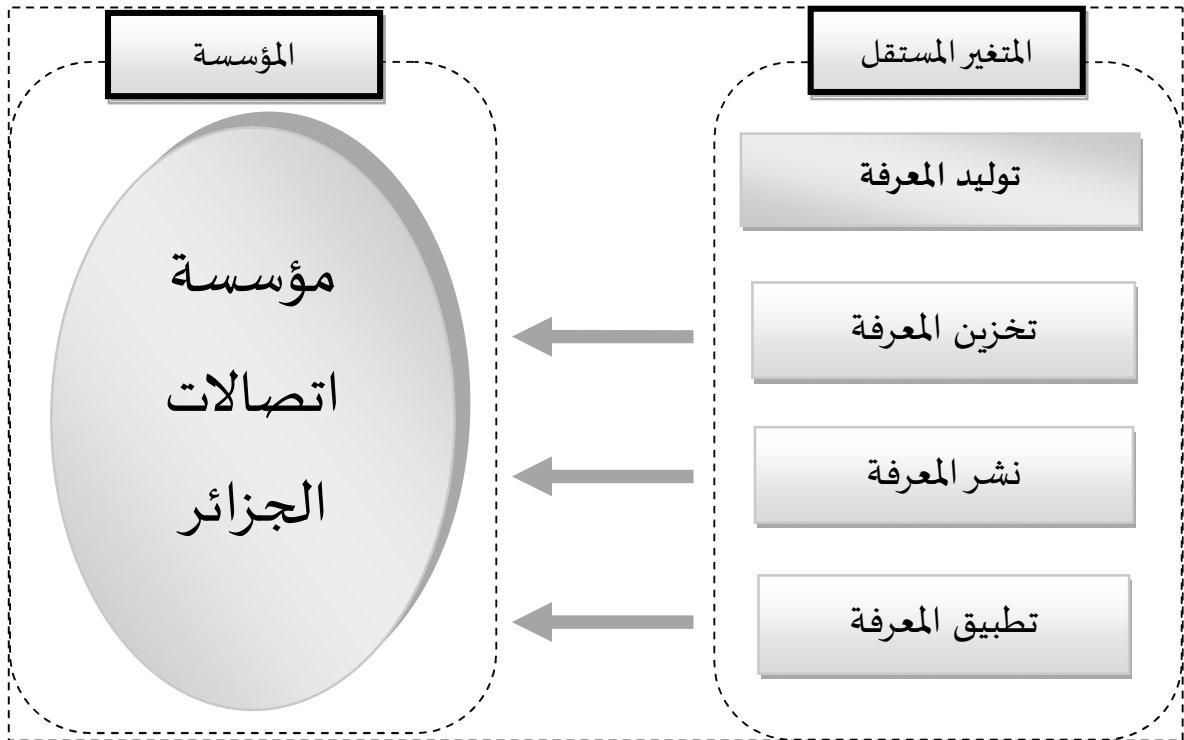 المتغير المستقل
توليد المعرفة
تخزين المعرفة
نشر المعرفة
تطبيق المعرفة
المؤسسة
مؤسسة
اتصالات
الجزائر